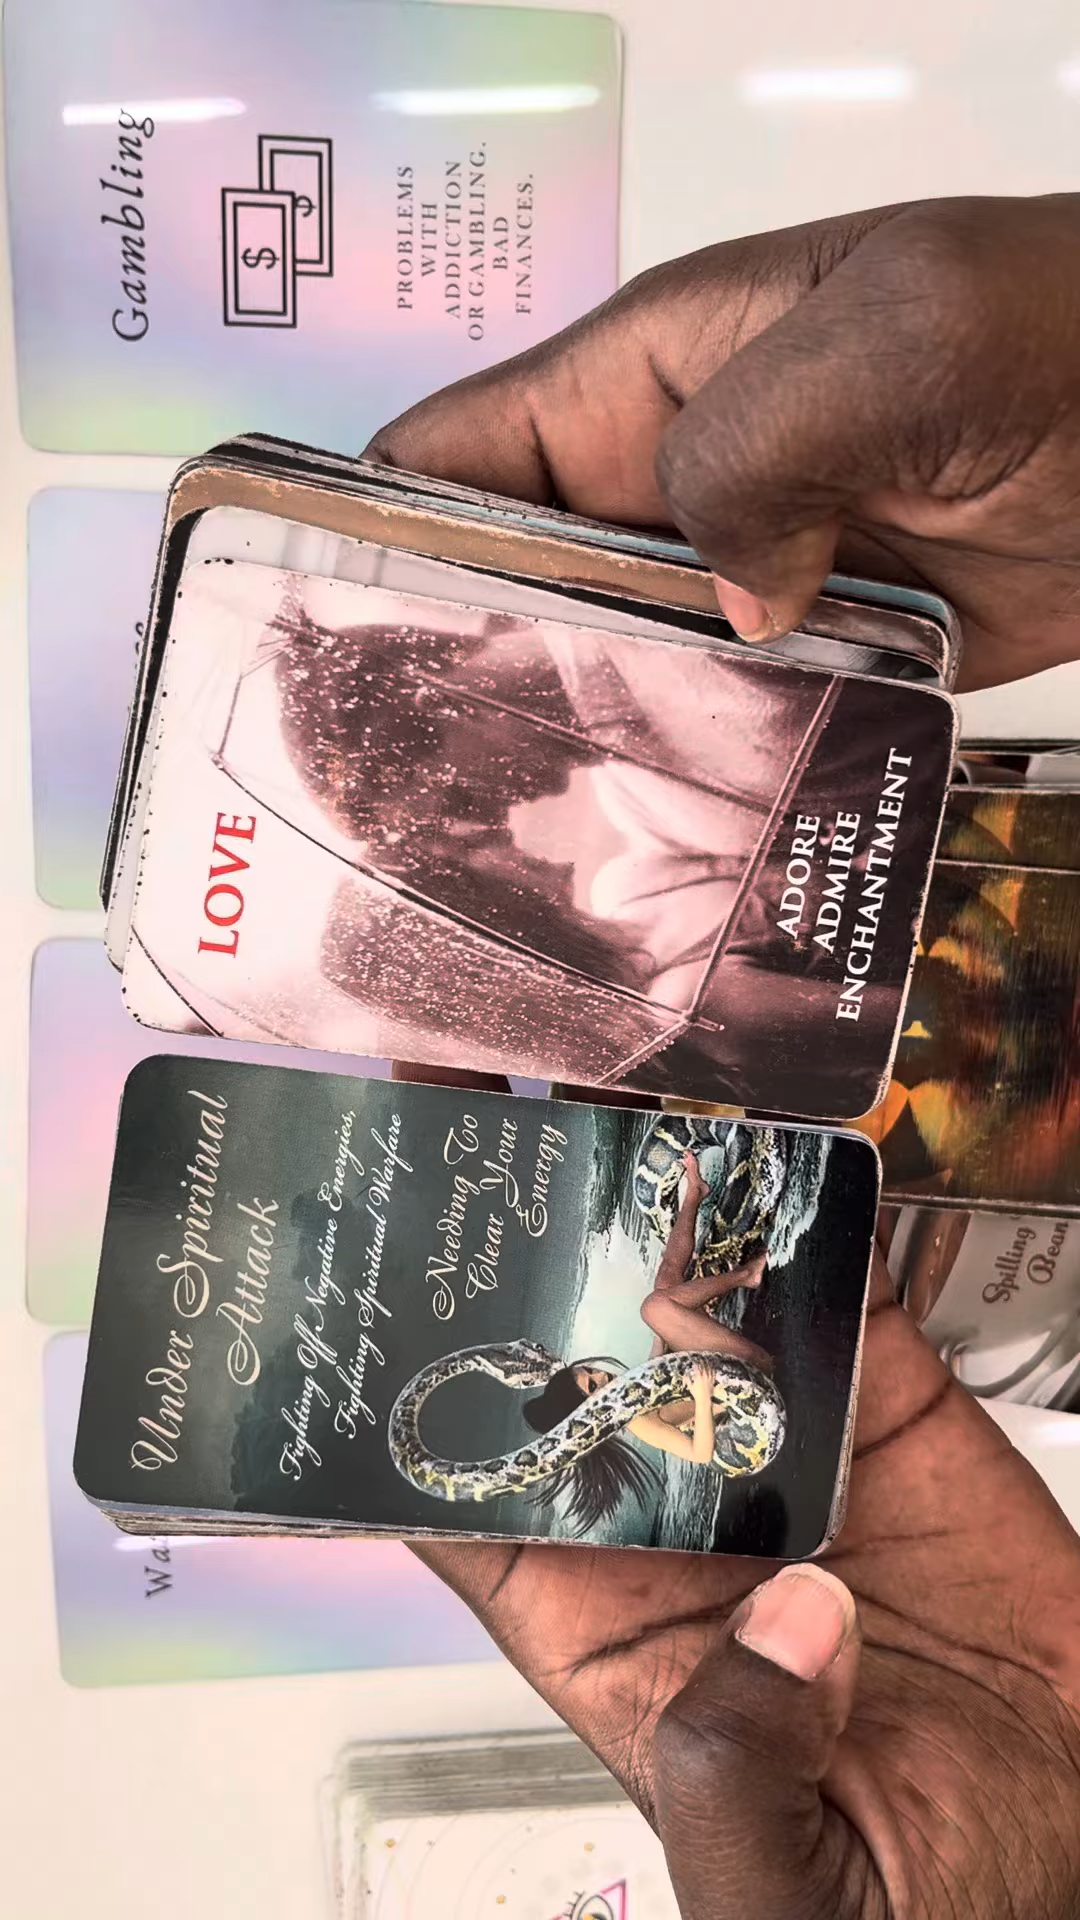 Gambling
$
$
PROBLEMS
WITH
ADDICTION
OR GAMBLING.
BAD
FINANCES.
LOVE
ADORE
ADMIRE
ENCHANTMENT
Under Spiritual
Attack
Fighting Off Negative Energies,
Fighting Spiritual Warfare
Needing To
Clear Your
Energy
Spilling
Bean